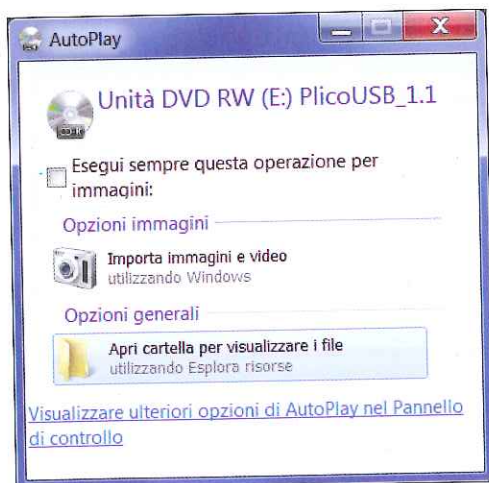 AutoPlay
X
Unità DVD RW (E:) PlicoUSB_1.1
CD-R
Esegui sempre questa operazione per
immagini:
Opzioni immagini
Importa immagini e video
utilizzando Windows
Opzioni generali
Apri cartella per visualizzare i file
utilizzando Esplora risorse
Visualizzare ulteriori opzioni di AutoPlay nel Pannello
di controllo